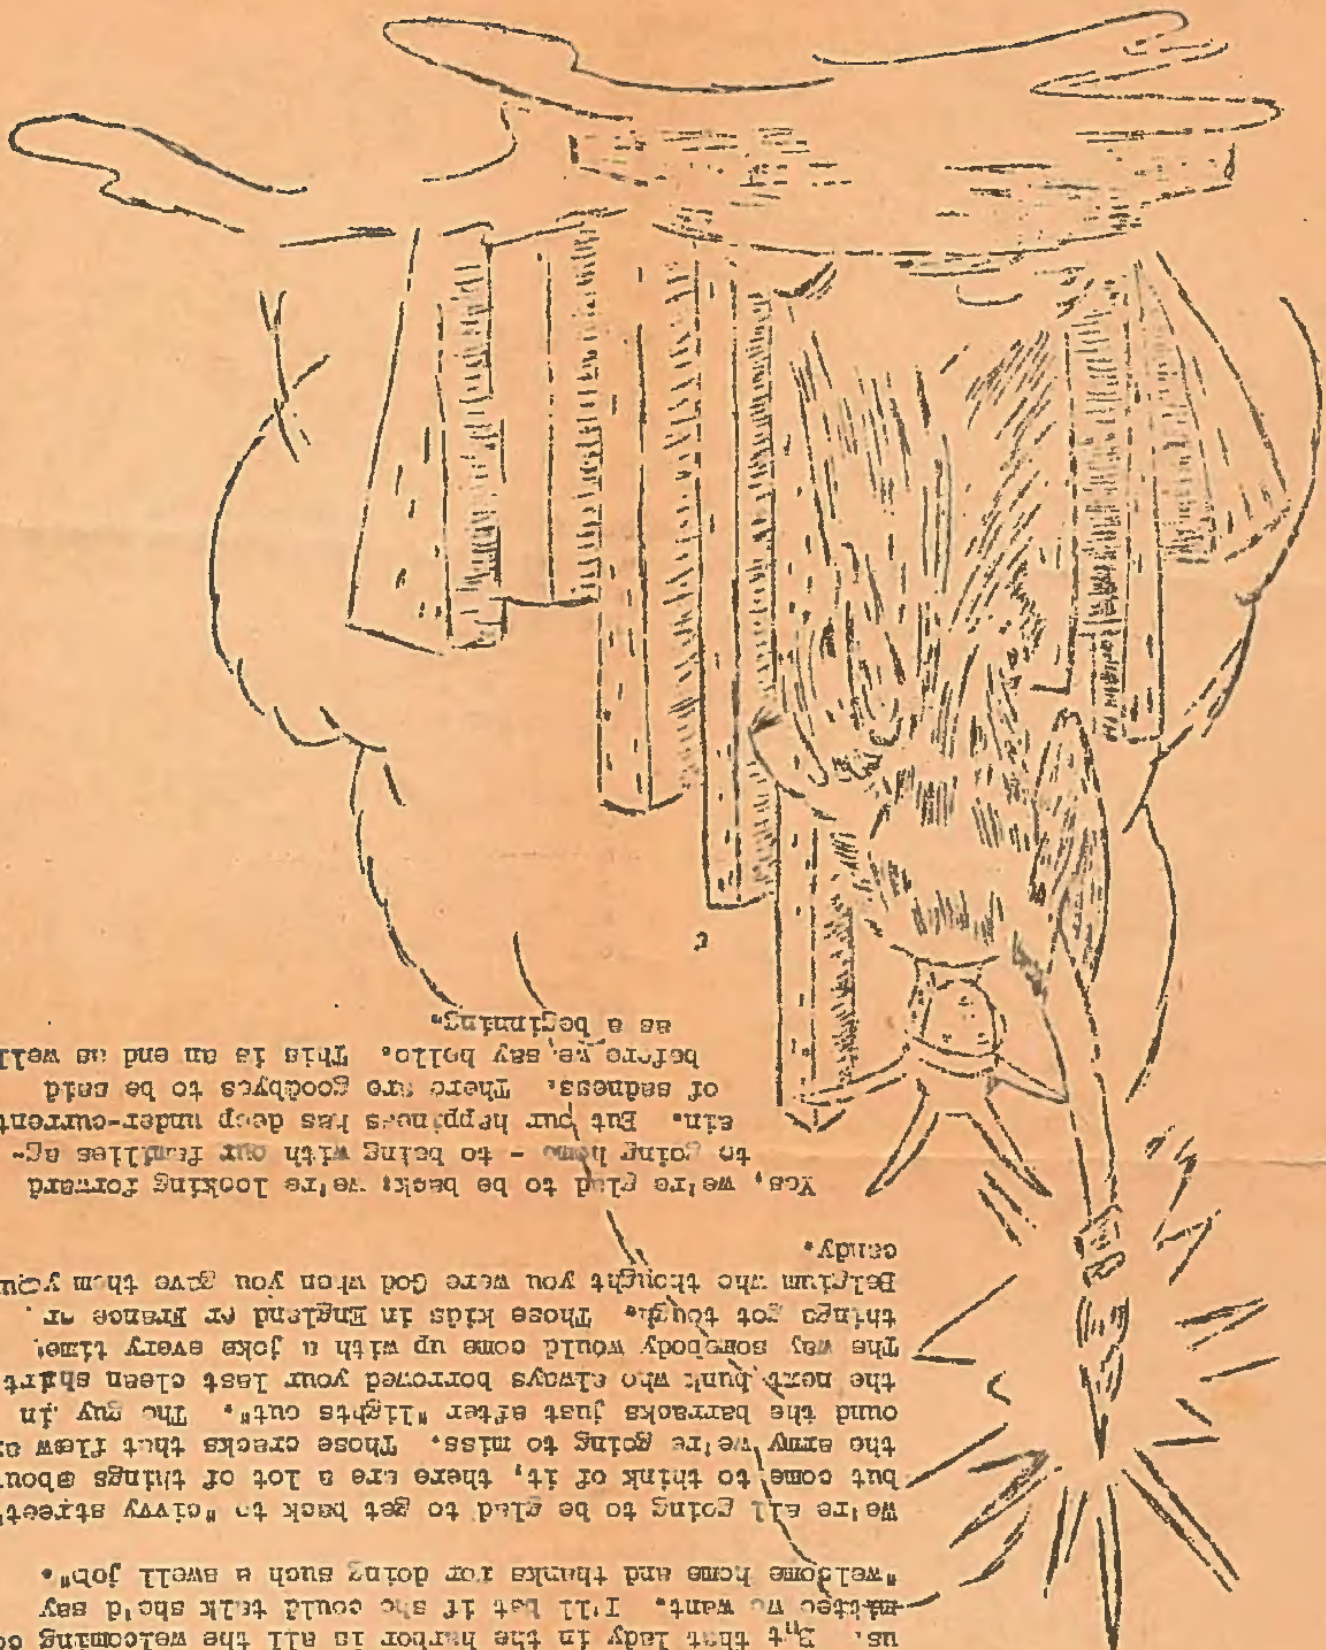 us. But that lady in the harbor is all the welcoming co
mittee we want. I'll bet if she could talk she'd say
"welcome home and thanks for doing such a swell job".
We're all going to be glad to get back to "civvy street"
but come to think of it, there are a lot of things about
the army we're going to miss. Those cracks that flew ar
ound the barracks just after "lights out". The guy in
the next bunk who always borrowed your last clean shirt
The way somebody would come up with a joke every time
things got tough. Those kids in England or France or
Belgium who thought you were God when you gave them your
candy.
Yes, we're glad to be back; we're looking forward
to going home - to being with our families ag-
ain. But our happiness has deep under-current
of sadness. There are goodbyes to be said
before we say hello. This is an end as well
as a beginning.